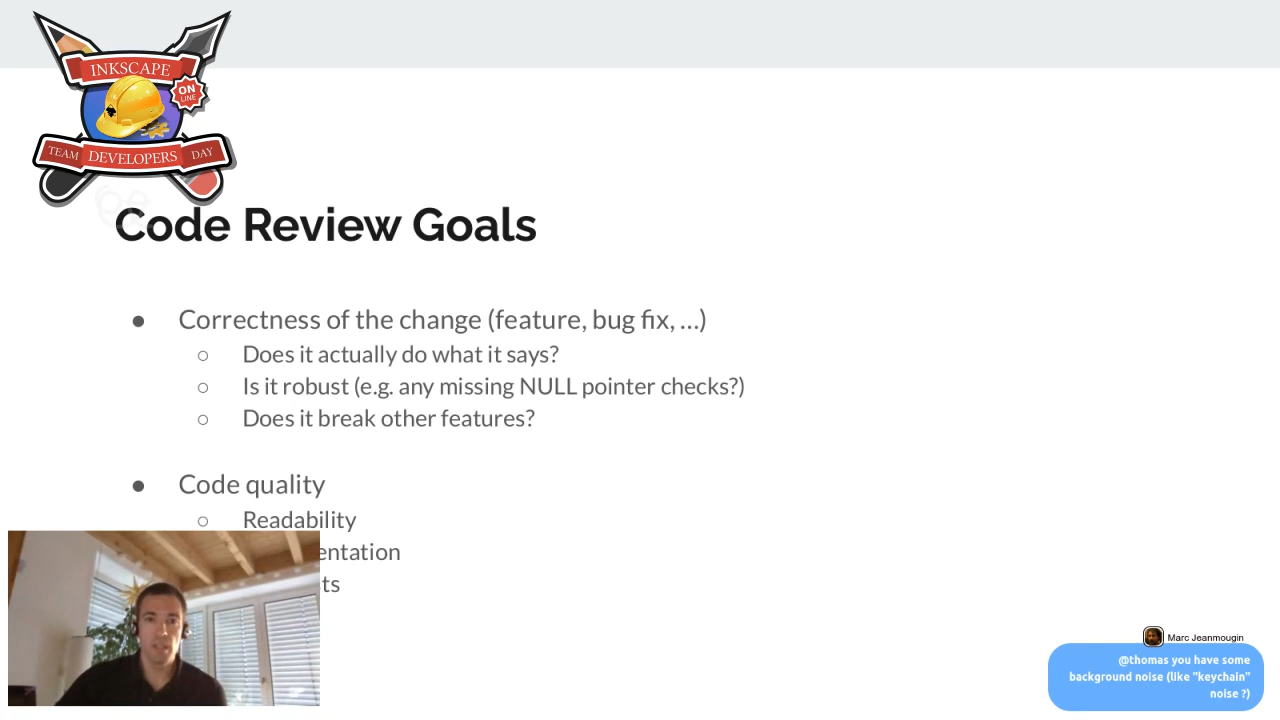 INKSCAPE
ON
LINE
TEAM DEVELOPERS DAY
Code Review Goals
● Correctness of the change (feature, bug fix, ...)
○ Does it actually do what it says?
○ Is it robust (e.g. any missing NULL pointer checks?)
○ Does it break other features?
● Code quality
○ Readability
entation
ts
Marc Jeanmougin
@thomas you have some
background noise (like "keychain"
noise ?)